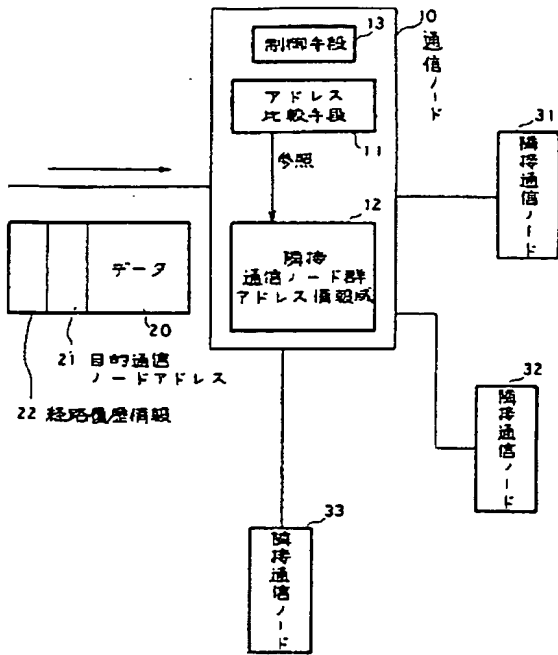 13
制御手段
10
通信ノード
アドレス
比較手段
11
参照
12
隣接
通信ノード群
アドレス情報域
データ
20
21 目的通信
ノードアドレス
22 経路履歴情報
31
隣接通信ノード
32
隣接通信ノード
33
隣接通信ノード